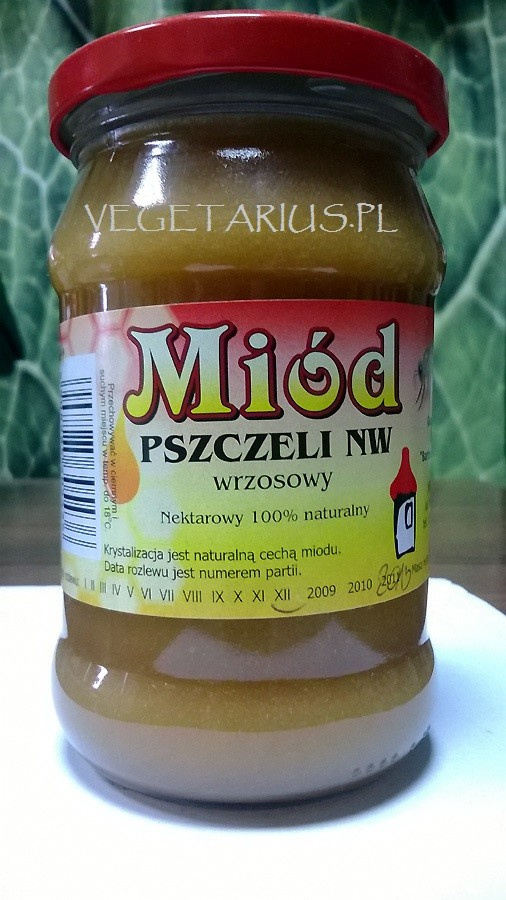 VEGETARIUS.PL
Miód
PSZCZELI NW
wrzosowy
Nektarowy 100% naturalny
Krystalizacja jest naturalną cechą miodu.
Data rozlewu jest numerem partii.
I II III IV V VI VII VIII IX X XI XII 2009 2010
Przechowywać w ciemnym i
suchym miejscu w temp. do 18°C